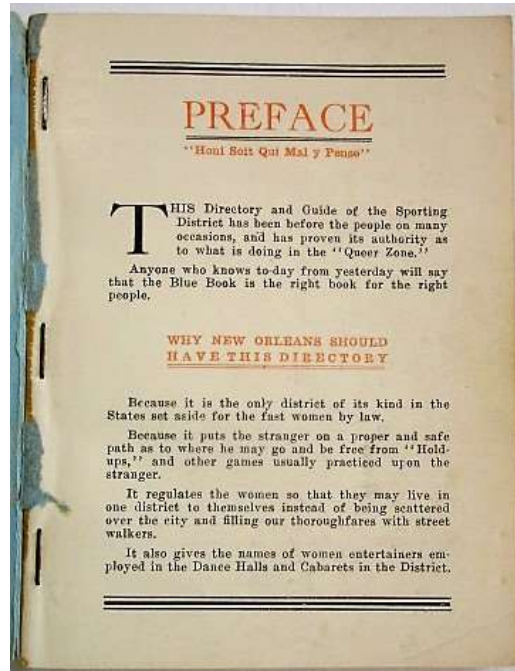 PREFACE
"Honi Soit Qui Mal y Pense"
THIS Directory and Guide of the Sporting
District has been before the people on many
occasions, and has proven its authority as
to what is doing in the "Queer Zone."
Anyone who knows to-day from yesterday will say
that the Blue Book is the right book for the right
people.
WHY NEW ORLEANS SHOULD
HAVE THIS DIRECTORY
Because it is the only district of its kind in the
States set aside for the fast women by law.
Because it puts the stranger on a proper and safe
path as to where he may go and be free from "Hold-
ups," and other games usually practiced upon the
stranger.
It regulates the women so that they may live in
one district to themselves instead of being scattered
over the city and filling our thoroughfares with street
walkers.
It also gives the names of women entertainers em-
ployed in the Dance Halls and Cabarets in the District.